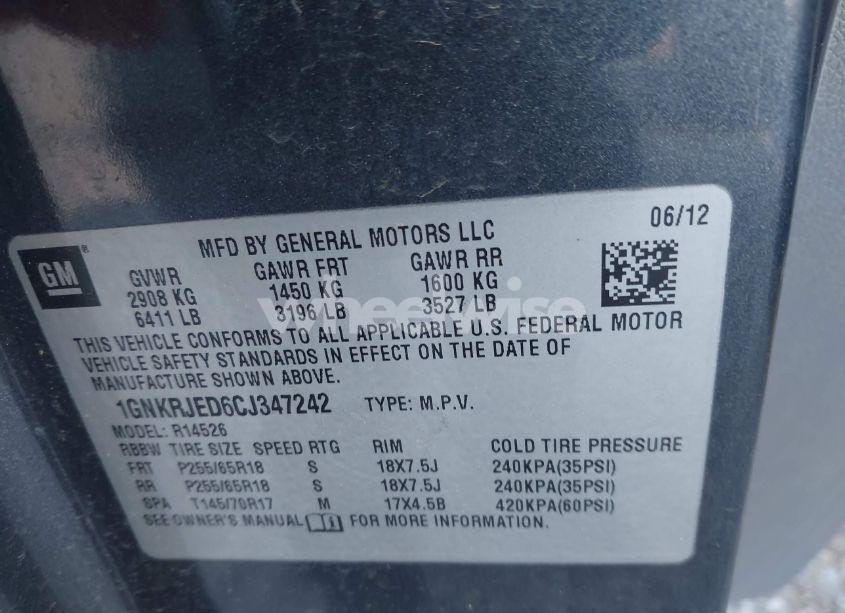 06/12
GM
MFD BY GENERAL MOTORS LLC
GVWR GAWR FRT GAWR RR
2908 KG 1450 KG 1600 KG
6411 LB 3196 LB 3527 LB
wheelwise
THIS VEHICLE CONFORMS TO ALL APPLICABLE U.S. FEDERAL MOTOR
VEHICLE SAFETY STANDARDS IN EFFECT ON THE DATE OF
MANUFACTURE SHOWN ABOVE.
1GNKRJED6CJ347242 TYPE: M.P.V.
MODEL: R14526
RBBW TIRE SIZE SPEED RTG RIM COLD TIRE PRESSURE
FRT P255/65R18 S 18X7.5J 240KPA(35PSI)
RR P255/65R18 S 18X7.5J 240KPA(35PSI)
SPA T145/70R17 M 17X4.5B 420KPA(60PSI)
SEE OWNER'S MANUAL FOR MORE INFORMATION.